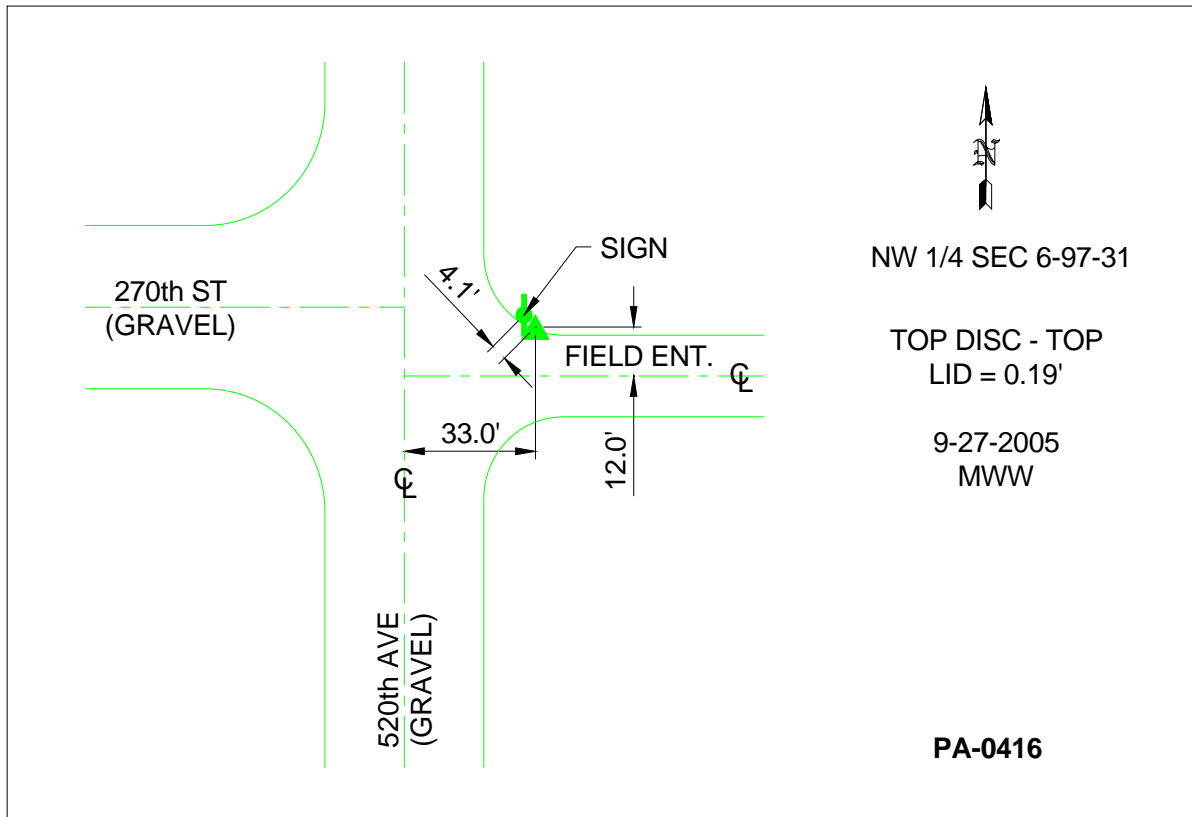 N
SIGN
4.1'
NW 1/4 SEC 6-97-31
270th ST
(GRAVEL)
TOP DISC - TOP
LID = 0.19'
FIELD ENT.
℄
33.0'
12.0'
℄
9-27-2005
MWW
520th AVE
(GRAVEL)
PA-0416